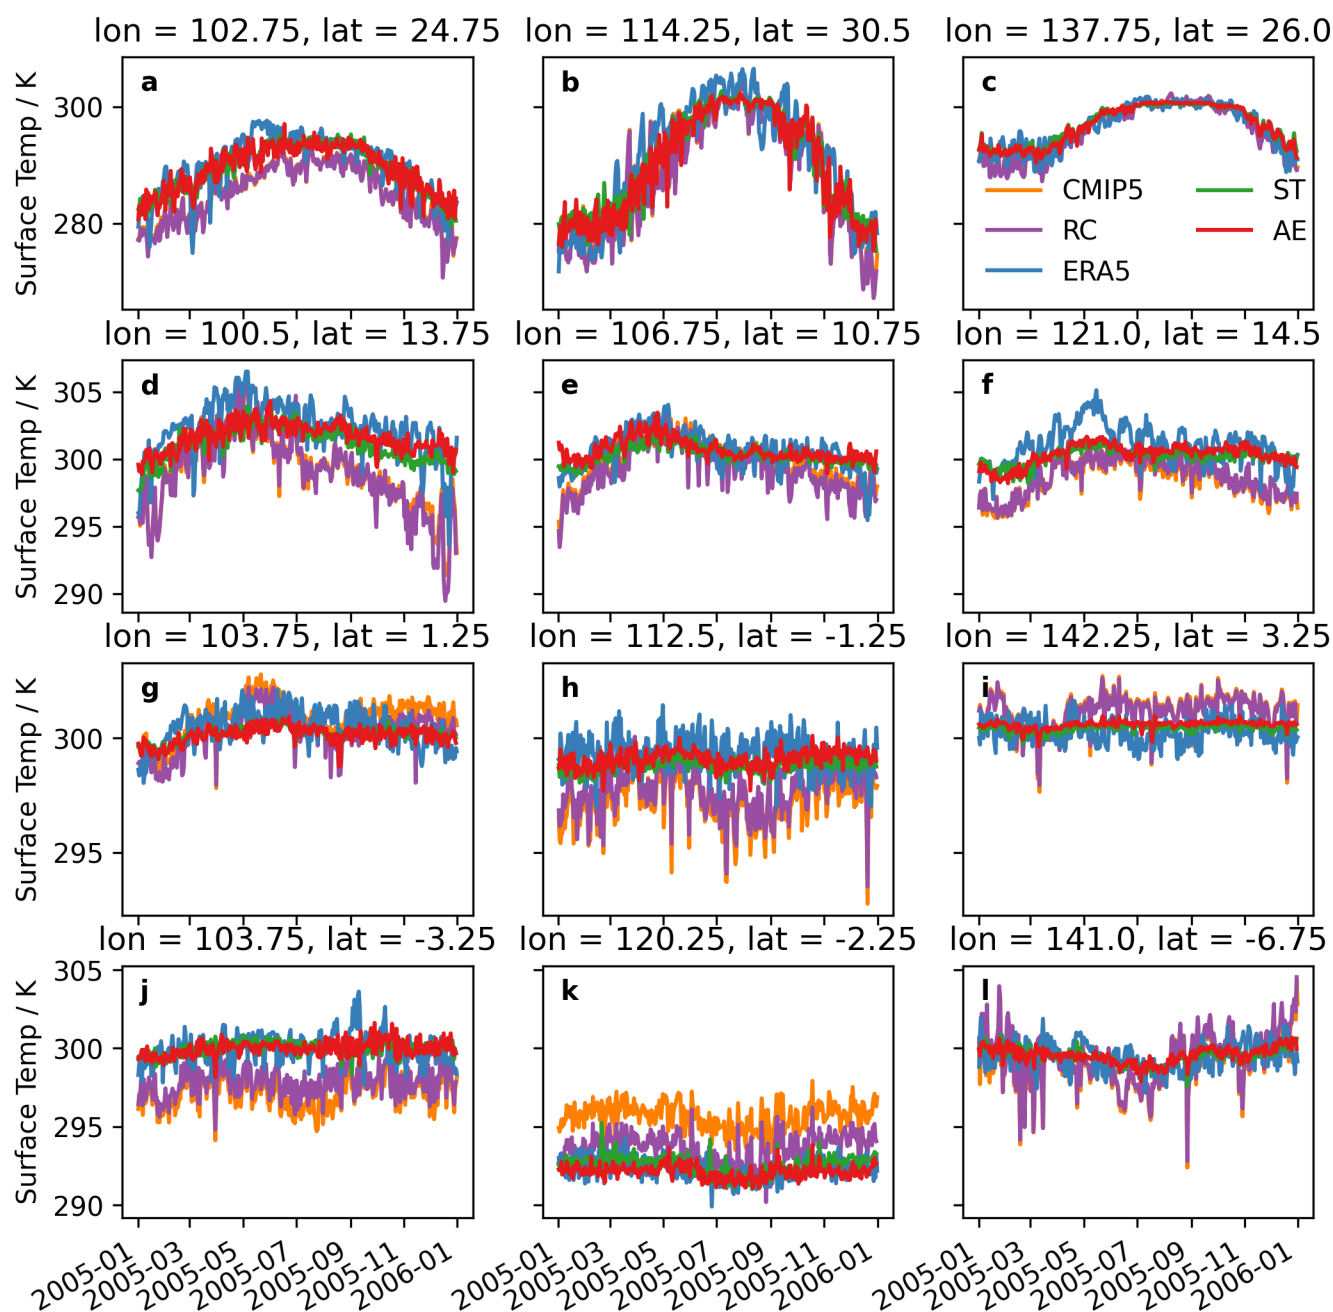 lon = 102.75, lat = 24.75 lon = 114.25, lat = 30.5 lon = 137.75, lat = 26.0
a b c
Surface Temp / K
300
280
CMIP5 ST
RC AE
ERA5
lon = 100.5, lat = 13.75 lon = 106.75, lat = 10.75 lon = 121.0, lat = 14.5
d e f
Surface Temp / K
305
300
295
290
lon = 103.75, lat = 1.25 lon = 112.5, lat = -1.25 lon = 142.25, lat = 3.25
g h i
Surface Temp / K
300
295
lon = 103.75, lat = -3.25 lon = 120.25, lat = -2.25 lon = 141.0, lat = -6.75
j k l
Surface Temp / K
305
300
295
290
2005-01 2005-03 2005-05 2005-07 2005-09 2005-11 2006-01 2005-01 2005-03 2005-05 2005-07 2005-09 2005-11 2006-01 2005-01 2005-03 2005-05 2005-07 2005-09 2005-11 2006-01